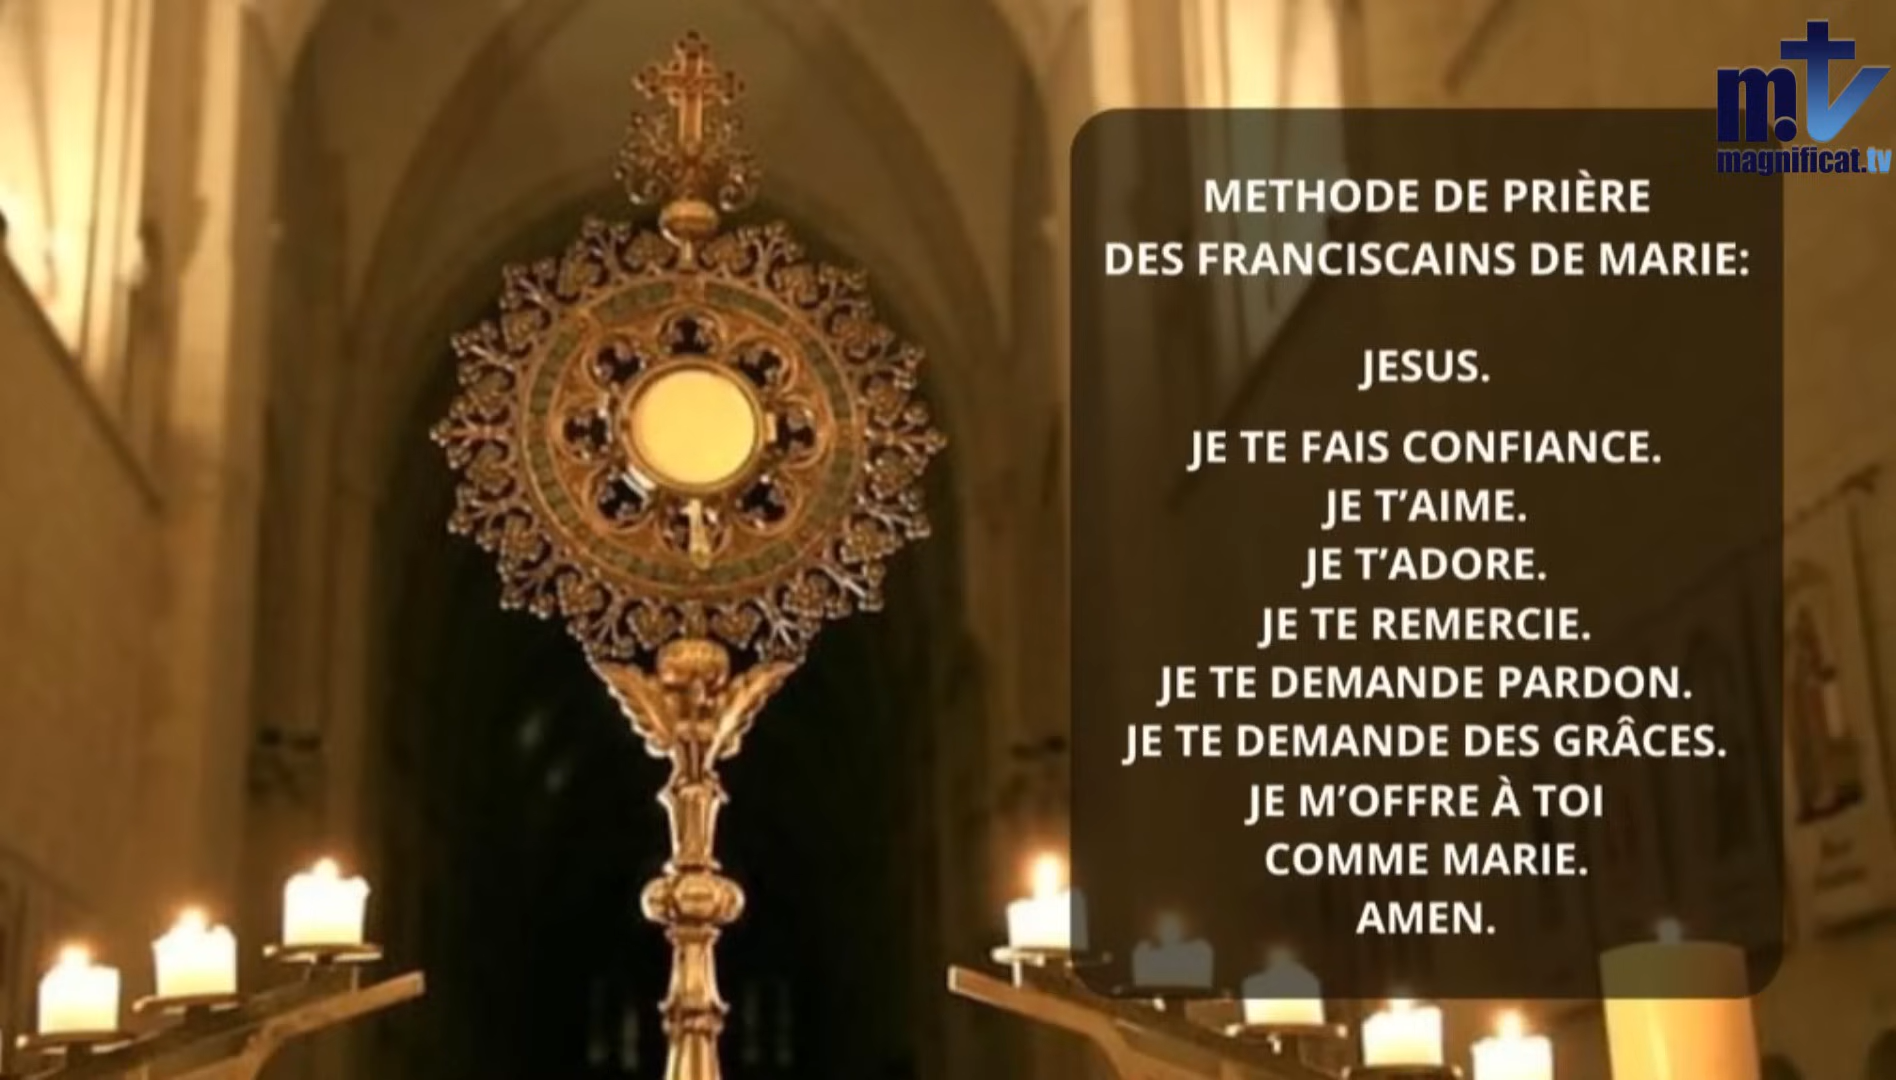 mtv
magnificat.tv
METHODE DE PRIÈRE
DES FRANCISCAINS DE MARIE:
JESUS.
JE TE FAIS CONFIANCE.
JE T’AIME.
JE T’ADORE.
JE TE REMERCIE.
JE TE DEMANDE PARDON.
JE TE DEMANDE DES GRÂCES.
JE M’OFFRE À TOI
COMME MARIE.
AMEN.